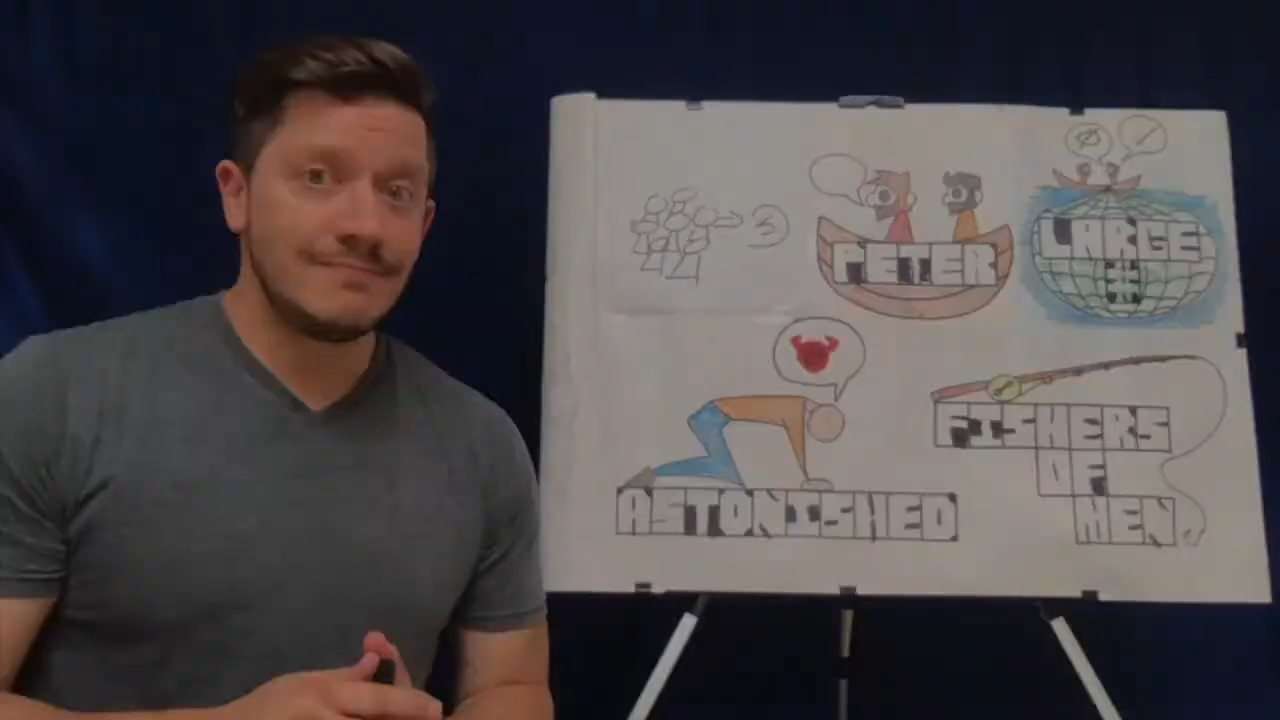 3
PETER
LARGE
#
ASTONISHED
FISHERS
OF
MEN